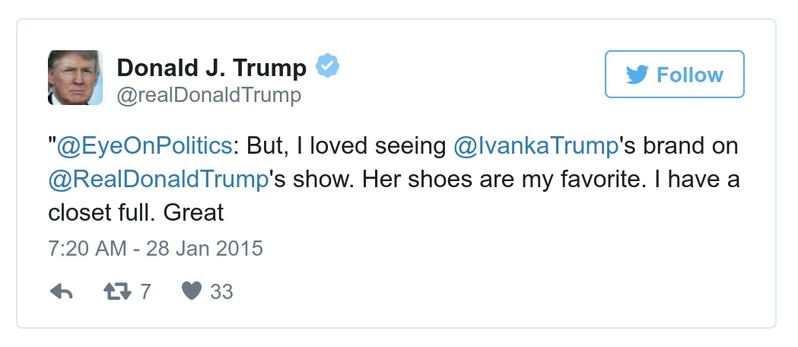 Donald J. Trump
@realDonaldTrump
Follow
"@EyeOnPolitics: But, I loved seeing @IvankaTrump's brand on
@RealDonaldTrump's show. Her shoes are my favorite. I have a
closet full. Great
7:20 AM - 28 Jan 2015
7 33